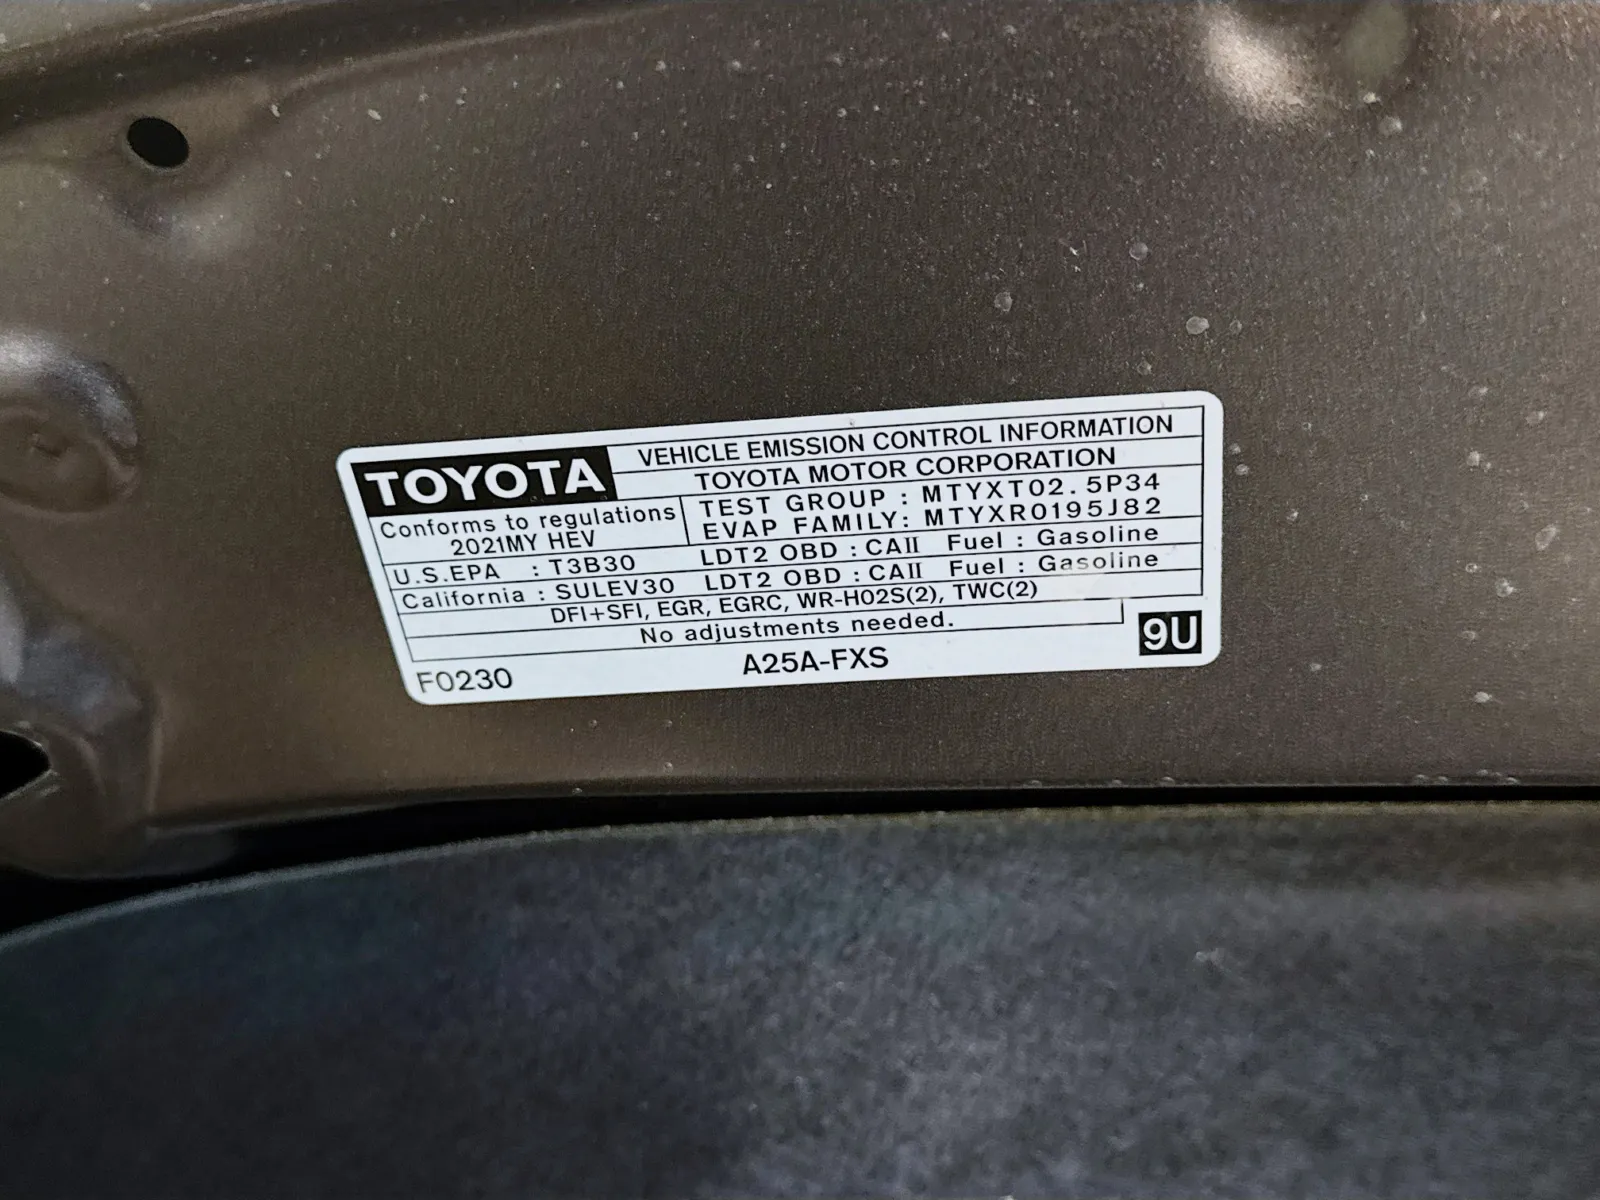 TOYOTA VEHICLE EMISSION CONTROL INFORMATION
TOYOTA MOTOR CORPORATION
Conforms to regulations
2021MY HEV
TEST GROUP : MTYXT02.5P34
EVAP FAMILY: MTYXR0195J82
U.S.EPA : T3B30 LDT2 OBD : CAII Fuel : Gasoline
California : SULEV30 LDT2 OBD : CAII Fuel : Gasoline
DFI+SFI, EGR, EGRC, WR-HO2S(2), TWC(2)
No adjustments needed.
9U
F0230 A25A-FXS